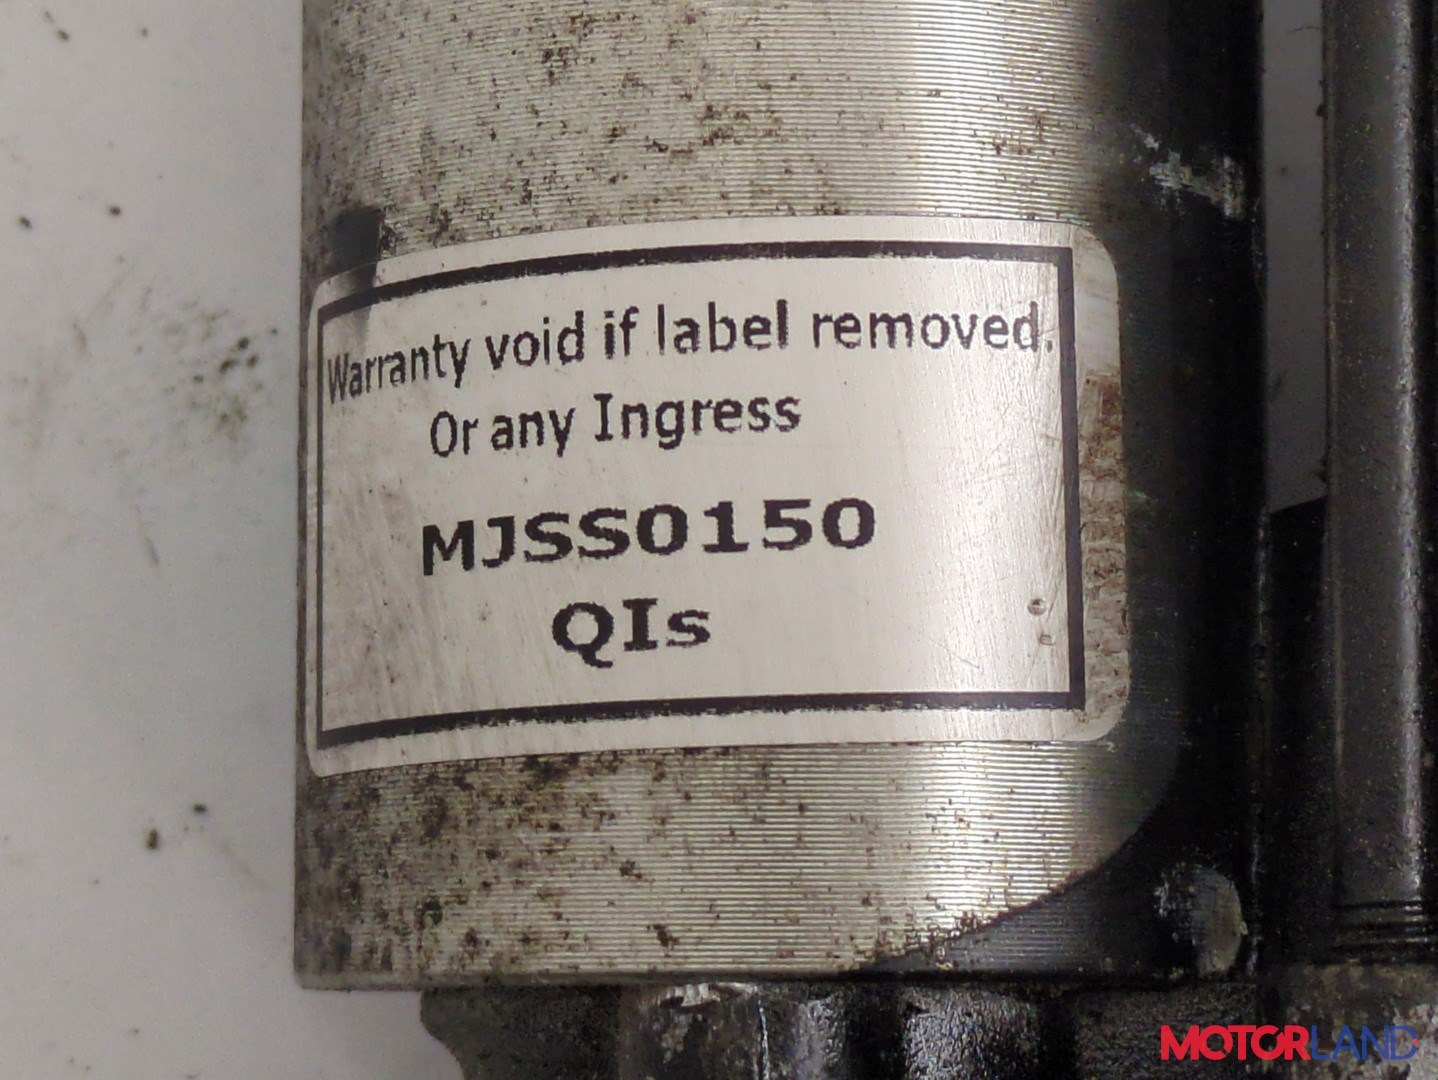 Warranty void if label removed.
Or any Ingress
MJSS0150
QIs
MOTORLAND